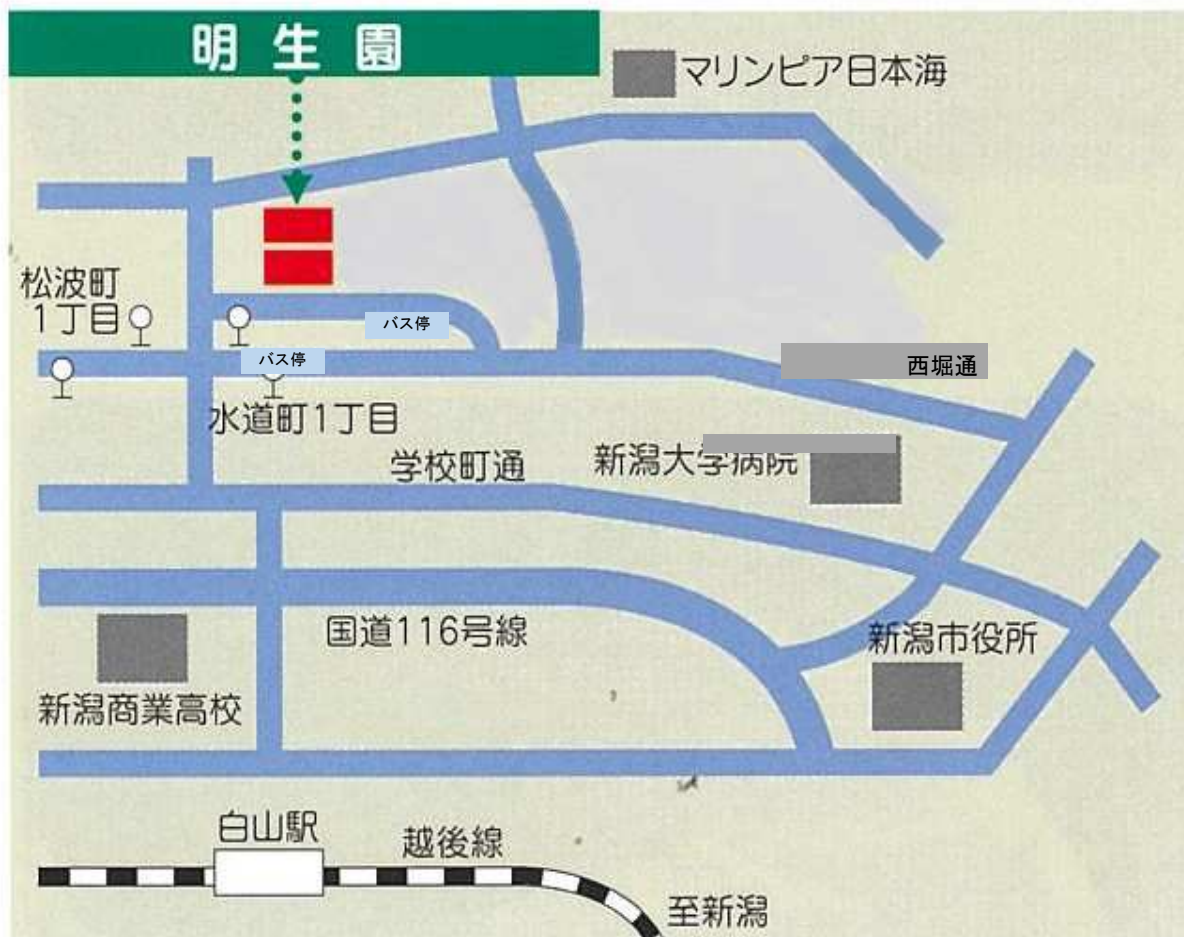 明生園
マリンピア日本海
松波町
1丁目
バス停
バス停
西堀通
水道町1丁目
学校町通
新潟大学病院
国道116号線
新潟市役所
新潟商業高校
白山駅
越後線
至新潟